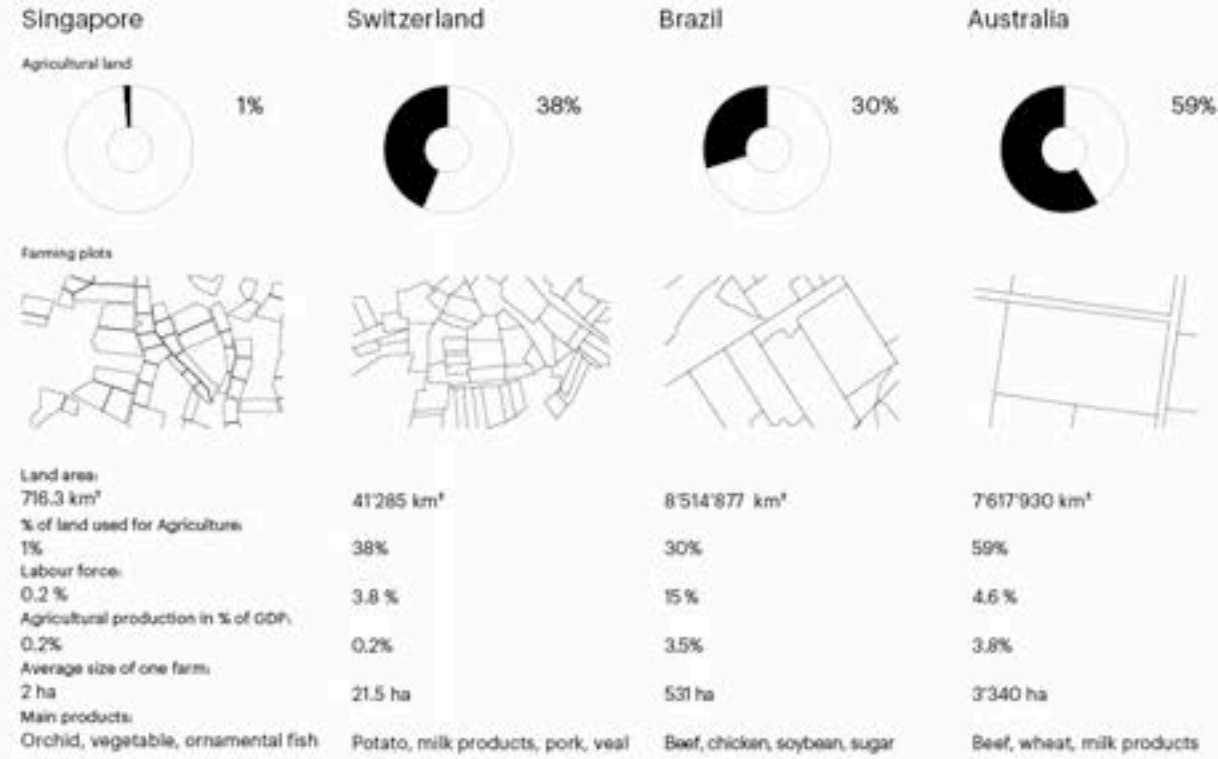 Singapore Switzerland Brazil Australia
Agricultural land
1% 38% 30% 59%
Farming plots
Land area:
716.3 km² 41'285 km² 8'514'877 km² 7'617'930 km²
% of land used for Agriculture:
1% 38% 30% 59%
Labour force:
0.2 % 3.8 % 15 % 4.6 %
Agricultural production in % of GDP:
0.2% 0.2% 3.5% 3.8%
Average size of one farm:
2 ha 21.5 ha 531 ha 3'340 ha
Main products:
Orchid, vegetable, ornamental fish Potato, milk products, pork, veal Beef, chicken, soybean, sugar Beef, wheat, milk products